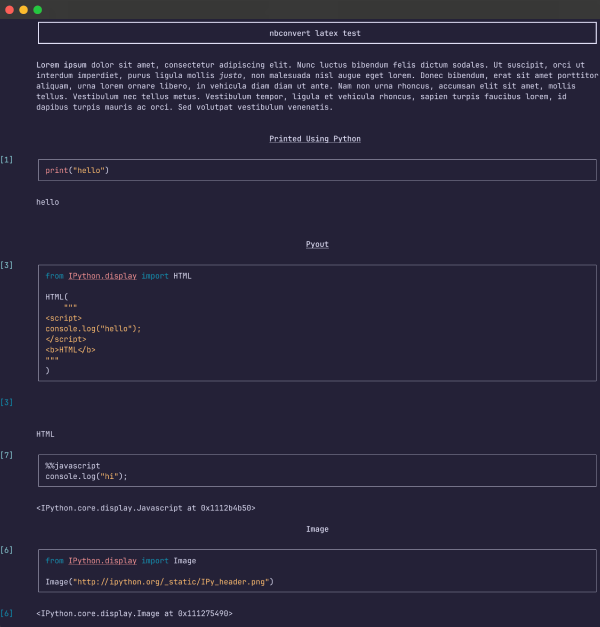 nbconvert latex test
Lorem ipsum dolor sit amet, consectetur adipiscing elit. Nunc luctus bibendum felis dictum sodales. Ut suscipit, orci ut
interdum imperdiet, purus ligula mollis justo, non malesuada nisl augue eget lorem. Donec bibendum, erat sit amet porttitor
aliquam, urna lorem ornare libero, in vehicula diam diam ut ante. Nam non urna rhoncus, accumsan elit sit amet, mollis
tellus. Vestibulum nec tellus metus. Vestibulum tempor, ligula et vehicula rhoncus, sapien turpis faucibus lorem, id
dapibus turpis mauris ac orci. Sed volutpat vestibulum venenatis.
Printed Using Python
[1]
print("hello")
hello
Pyout
[3]
from IPython.display import HTML
HTML(
"""
<script>
console.log("hello");
</script>
<b>HTML</b>
"""
)
[3]
HTML
[7]
%%javascript
console.log("hi");
<IPython.core.display.Javascript at 0x1112b4b50>
Image
[6]
from IPython.display import Image
Image("http://ipython.org/_static/IPy_header.png")
[6] <IPython.core.display.Image at 0x111275490>